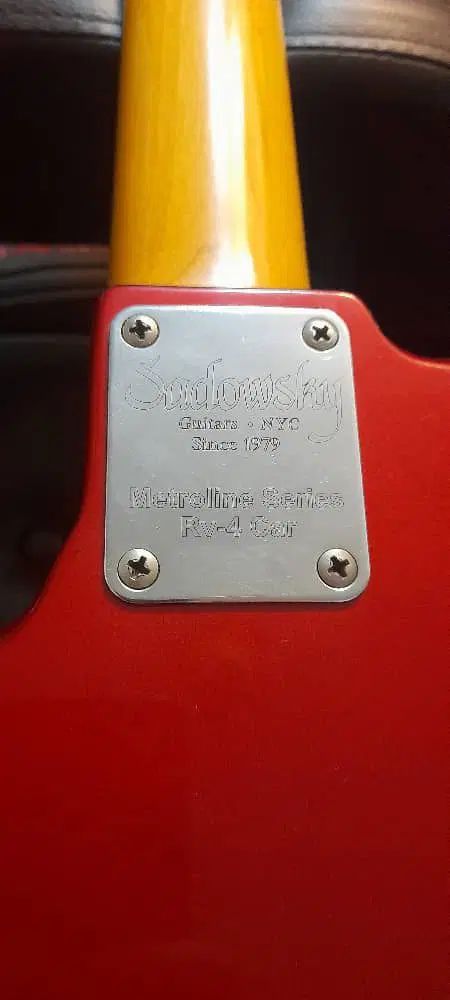 Sadowsky
Guitars · NYC
Since 1979
Metroline Series
Rv-4 Car